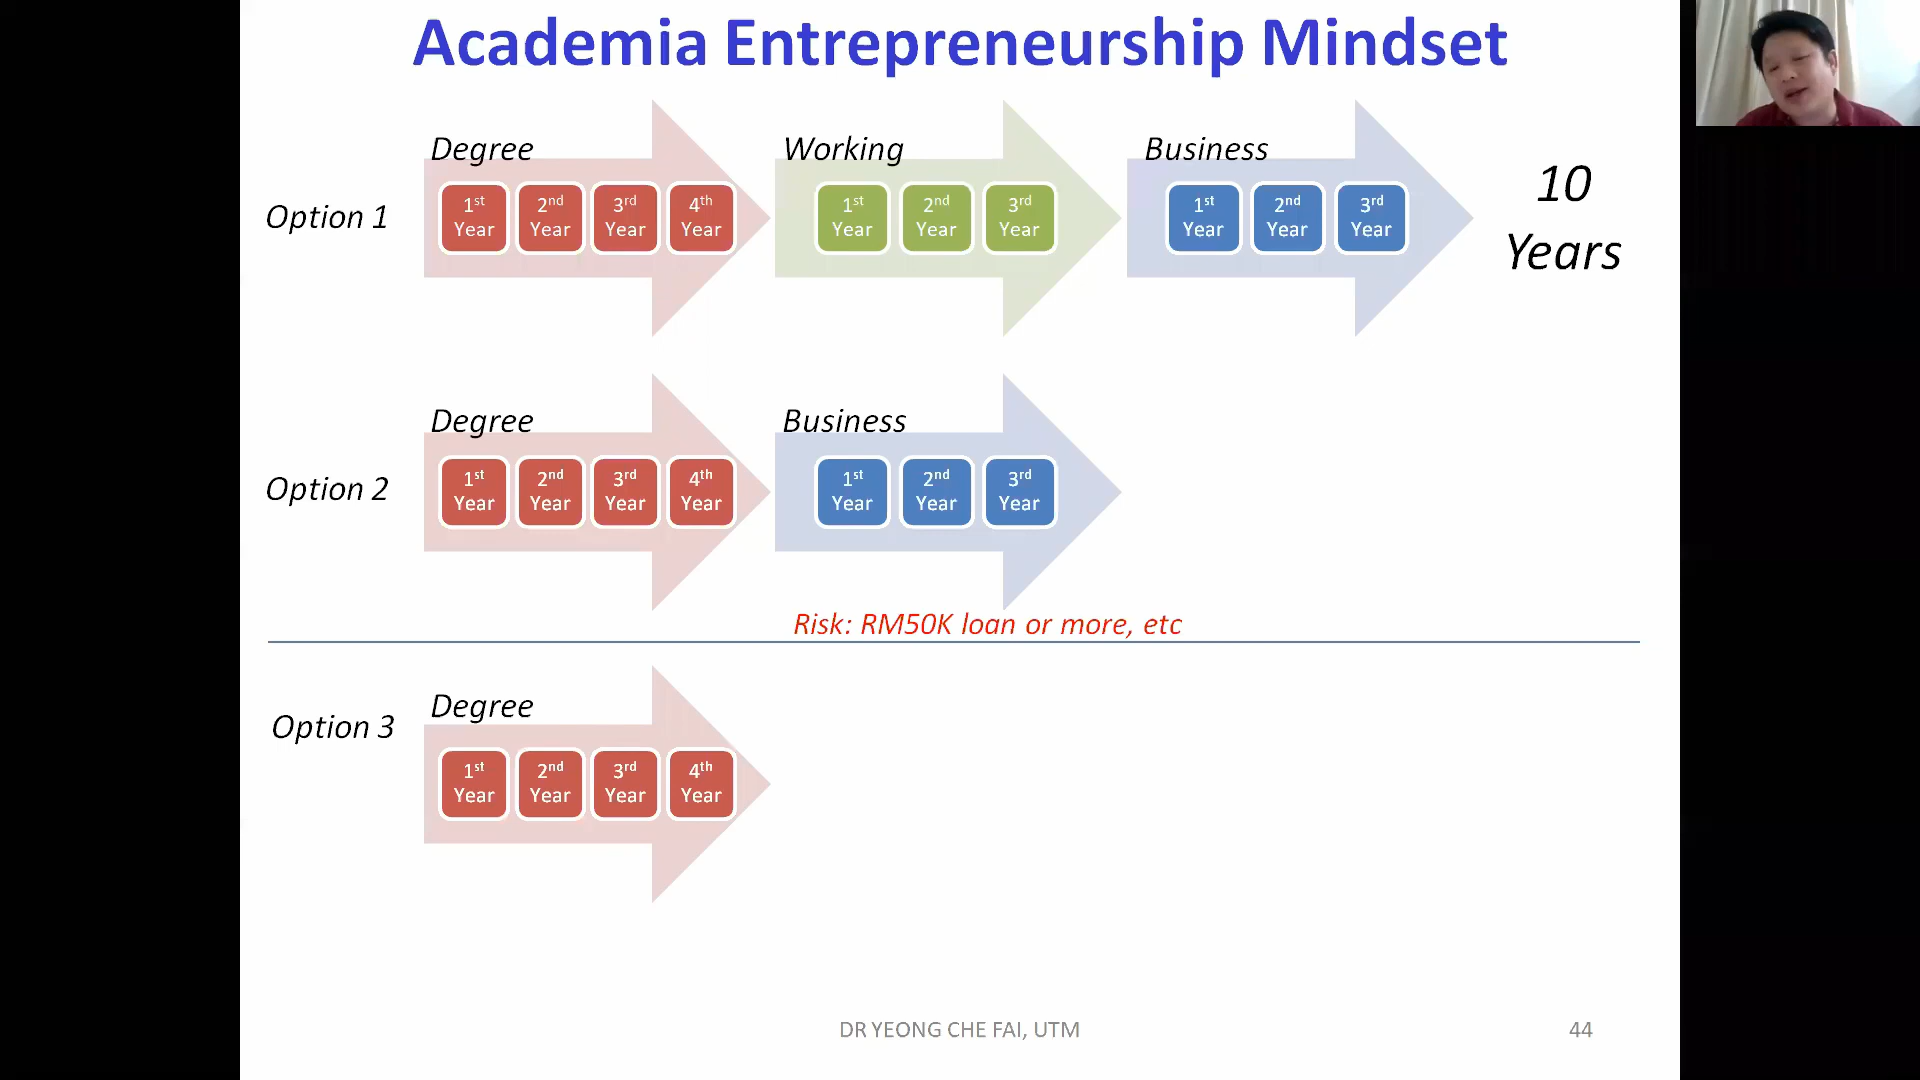 Academia Entrepreneurship Mindset
Option 1
Degree
1st Year
2nd Year
3rd Year
4th Year
Working
1st Year
2nd Year
3rd Year
Business
1st Year
2nd Year
3rd Year
10
Years
Option 2
Degree
1st Year
2nd Year
3rd Year
4th Year
Business
1st Year
2nd Year
3rd Year
Risk: RM50K loan or more, etc
Option 3
Degree
1st Year
2nd Year
3rd Year
4th Year
DR YEONG CHE FAI, UTM
44